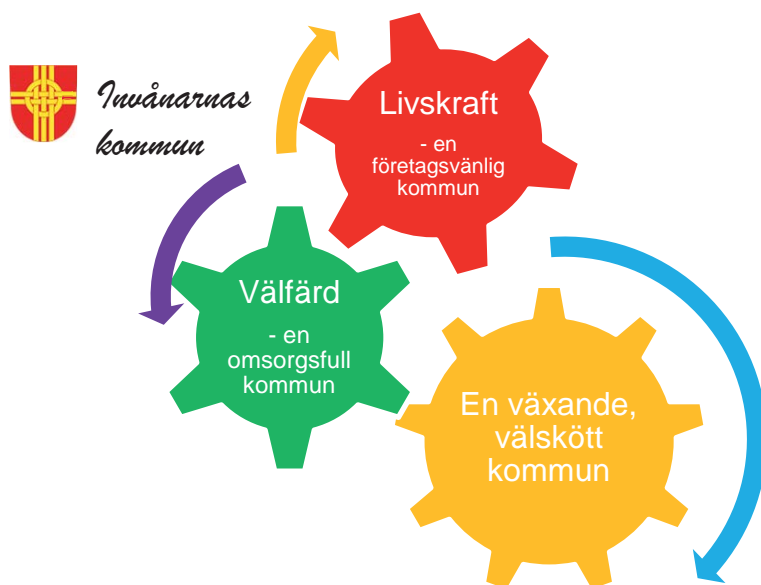 Invånarnas
kommun
Livskraft
- en
företagsvänlig
kommun
Välfärd
- en
omsorgsfull
kommun
En växande,
välskött
kommun